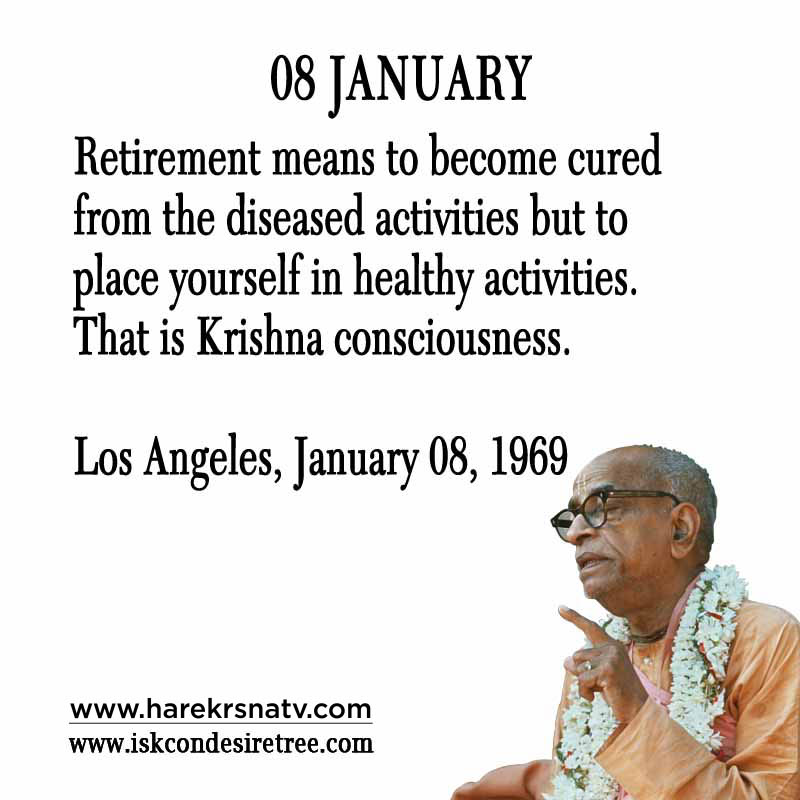 08 JANUARY
Retirement means to become cured
from the diseased activities but to
place yourself in healthy activities.
That is Krishna consciousness.
Los Angeles, January 08, 1969
www.harekrsnatv.com
www.iskcondesiretree.com